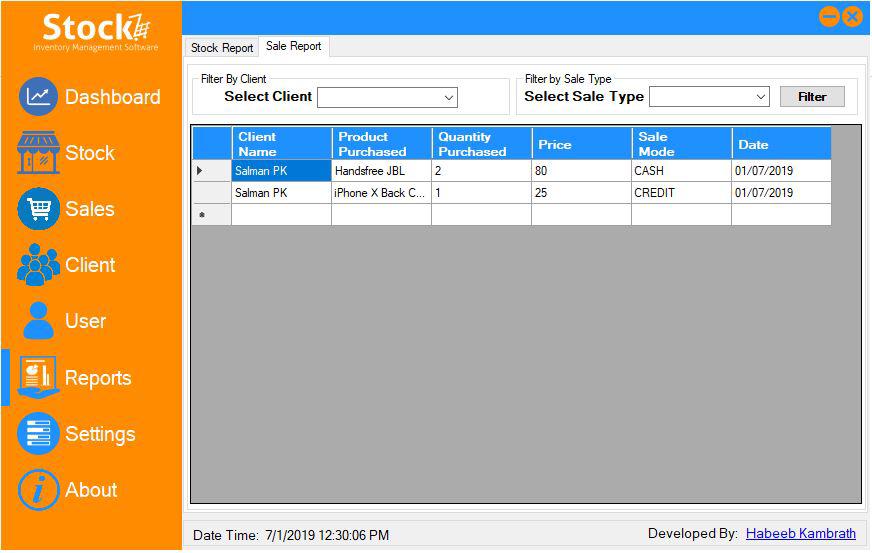 Stock
Inventory Management Software
Dashboard
Stock
Sales
Client
User
Reports
Settings
About
Stock Report
Sale Report
Filter By Client
Select Client
Filter by Sale Type
Select Sale Type
Filter
Client Name
Product Purchased
Quantity Purchased
Price
Sale Mode
Date
Salman PK
Handsfree JBL
2
80
CASH
01/07/2019
Salman PK
iPhone X Back C...
1
25
CREDIT
01/07/2019
Date Time: 7/1/2019 12:30:06 PM
Developed By: Habeeb Kambrath